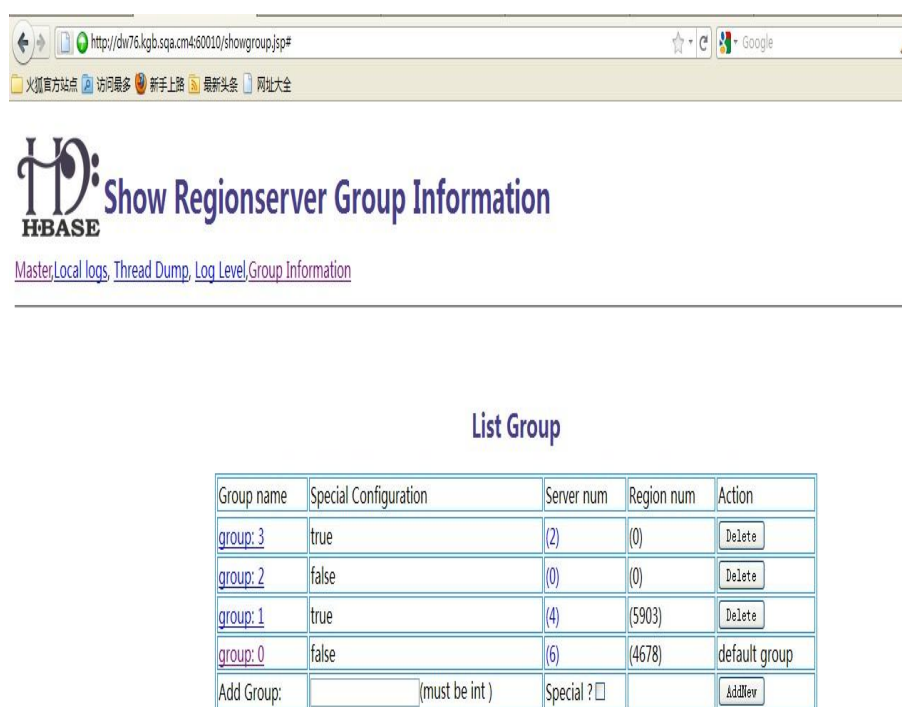 http://dw76.kgb.sqa.cm4:60010/showgroup.jsp#
Google
火狐官方站点 访问最多 新手上路 最新头条 网址大全
HBASE
Show Regionserver Group Information
Master,Local logs, Thread Dump, Log Level,Group Information
List Group
Group name Special Configuration Server num Region num Action
group: 3 true (2) (0) Delete
group: 2 false (0) (0) Delete
group: 1 true (4) (5903) Delete
group: 0 false (6) (4678) default group
Add Group: (must be int ) Special ? AddNew